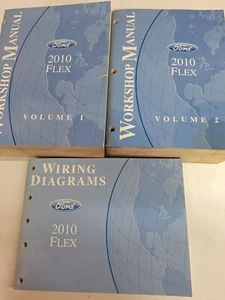 WORKSHOP MANUAL
Ford
2010
FLEX
VOLUME 1
WORKSHOP MANUAL
Ford
2010
FLEX
VOLUME 2
WIRING
DIAGRAMS
Ford
2010
FLEX